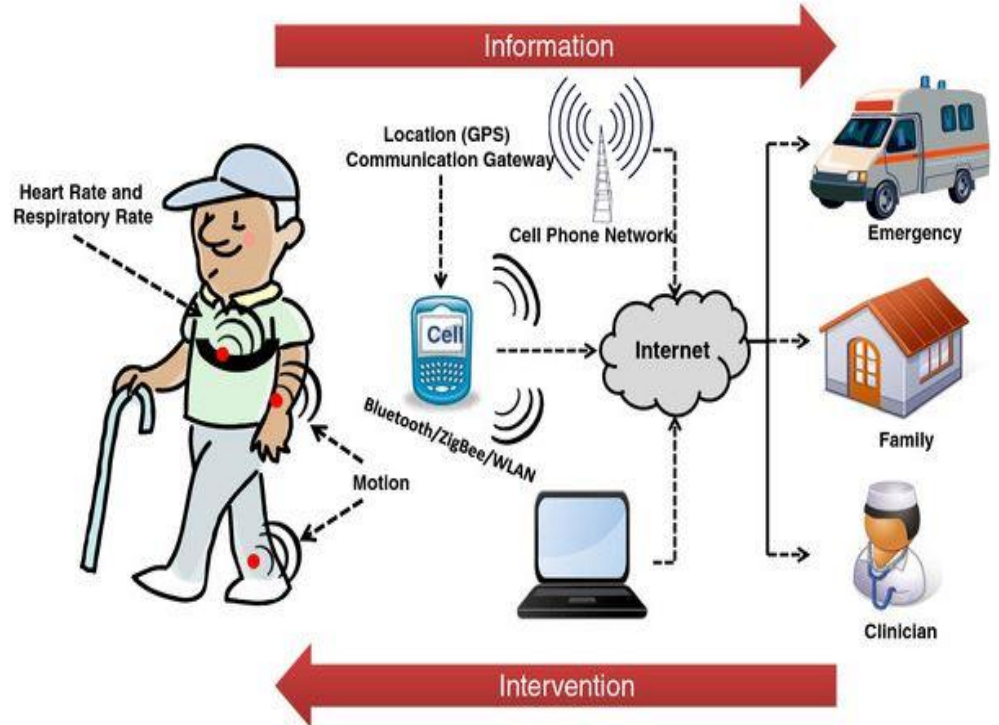 Information
Location (GPS)
Communication Gateway
Heart Rate and
Respiratory Rate
Cell Phone Network
Emergency
Cell
Internet
Bluetooth/ZigBee/WLAN
Family
Motion
Clinician
Intervention